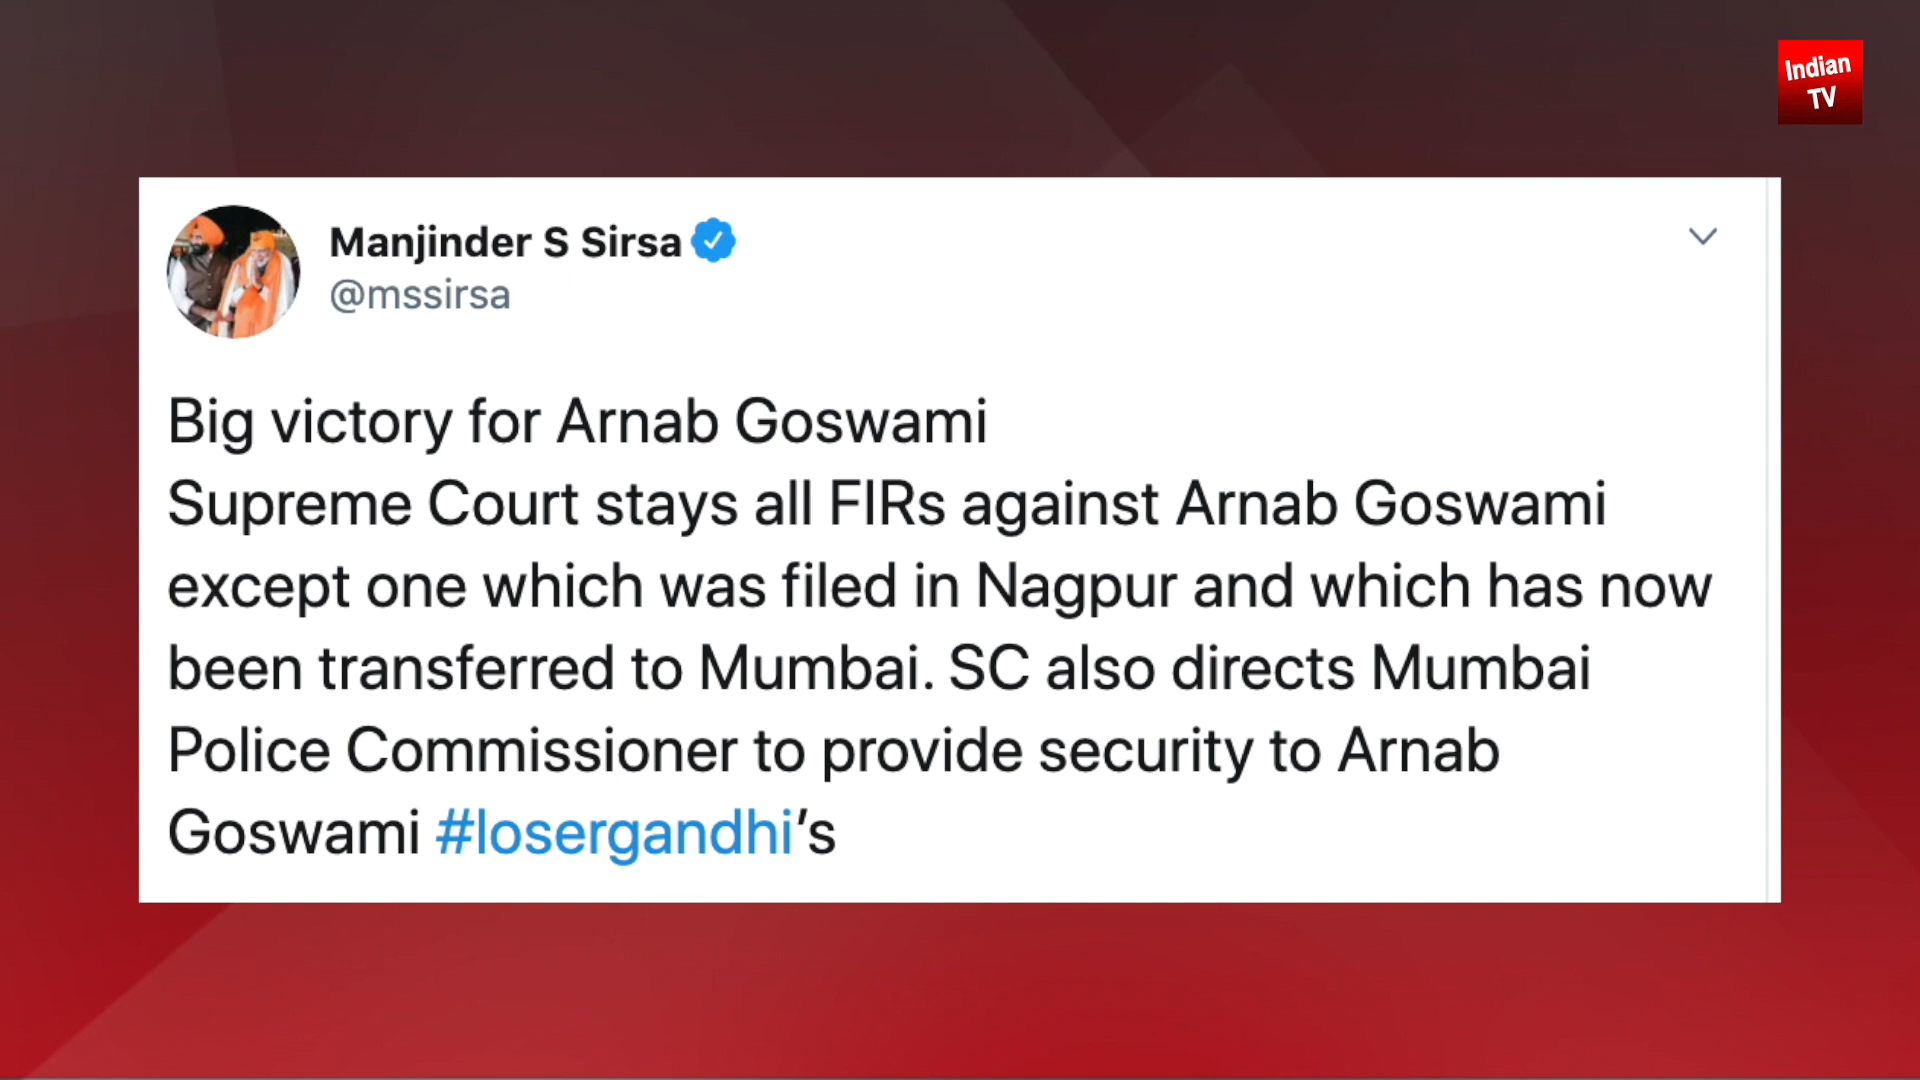 Indian
TV
Manjinder S Sirsa
@mssirsa
Big victory for Arnab Goswami
Supreme Court stays all FIRs against Arnab Goswami
except one which was filed in Nagpur and which has now
been transferred to Mumbai. SC also directs Mumbai
Police Commissioner to provide security to Arnab
Goswami #losergandhi’s